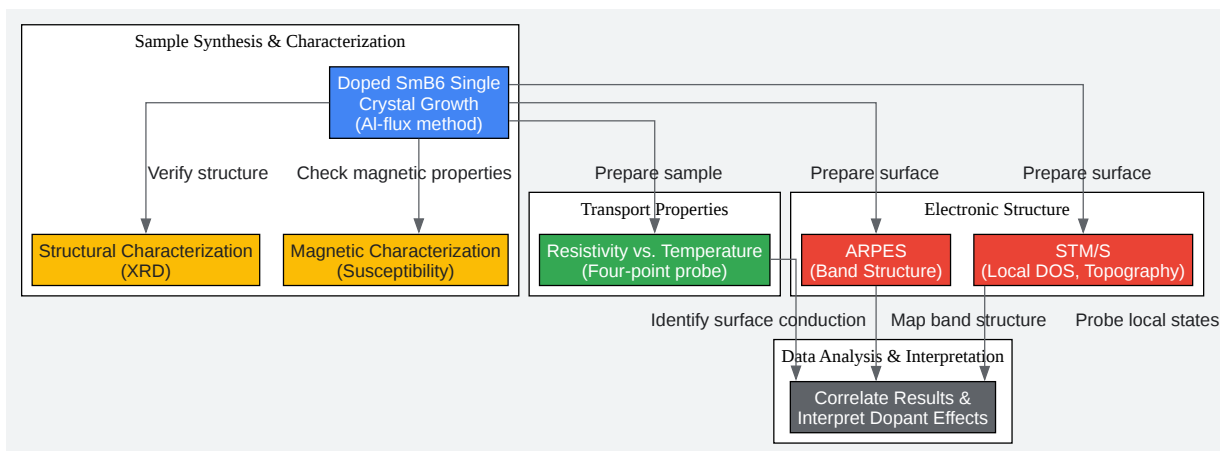 Sample Synthesis & Characterization
Doped SmB6 Single
Crystal Growth
(Al-flux method)
Verify structure
Check magnetic properties
Prepare sample
Prepare surface
Prepare surface
Transport Properties
Electronic Structure
Structural Characterization
(XRD)
Magnetic Characterization
(Susceptibility)
Resistivity vs. Temperature
(Four-point probe)
ARPES
(Band Structure)
STM/S
(Local DOS, Topography)
Identify surface conduction
Map band structure
Probe local states
Data Analysis & Interpretation
Correlate Results &
Interpret Dopant Effects